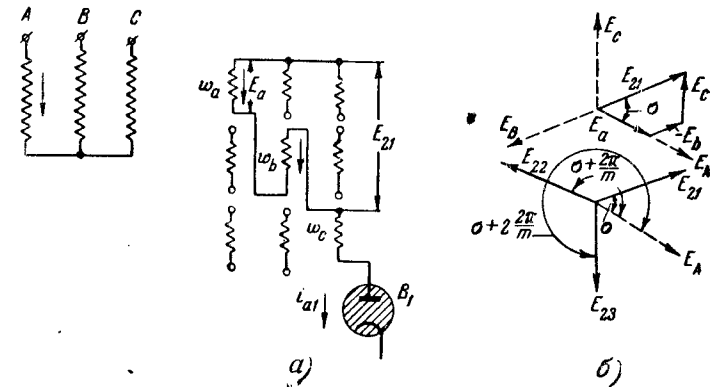 A B C
w_a
E_a
w_b
E_21
w_c
i_a1
B_1
а)
E_c
E_21
E_c
σ
E_B
E_a
-E_b
E_A
E_22
σ+2π/m
E_21
σ
σ+2 2π/m
E_A
E_23
б)